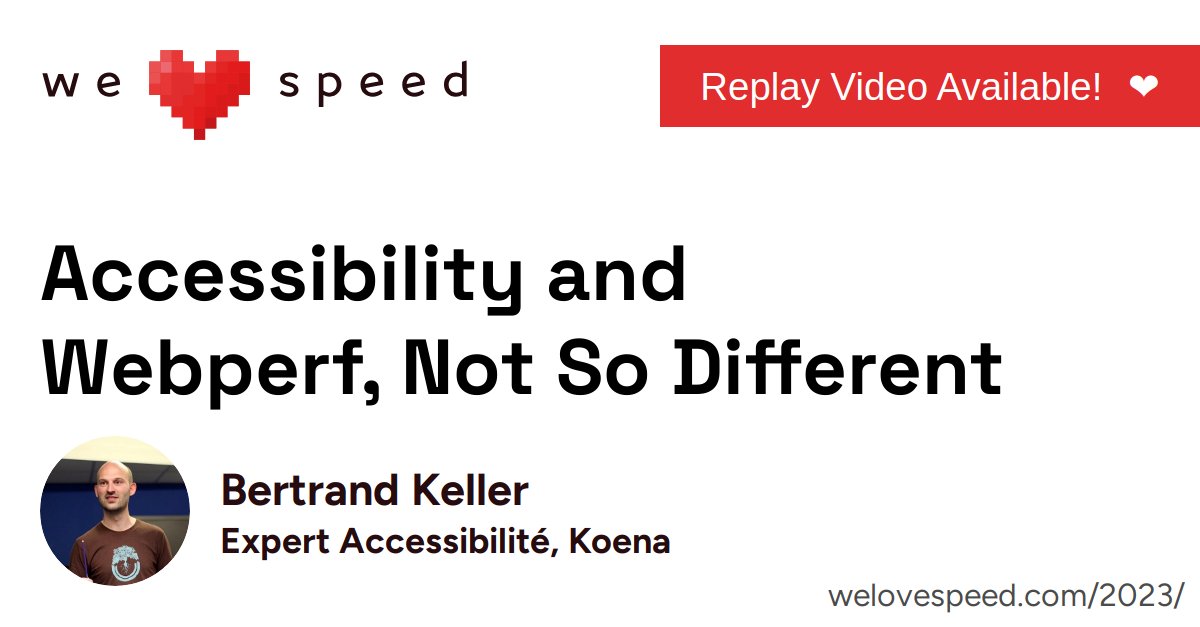 we ❤ speed
Replay Video Available! ❤
Accessibility and
Webperf, Not So Different
Bertrand Keller
Expert Accessibilité, Koena
welovespeed.com/2023/